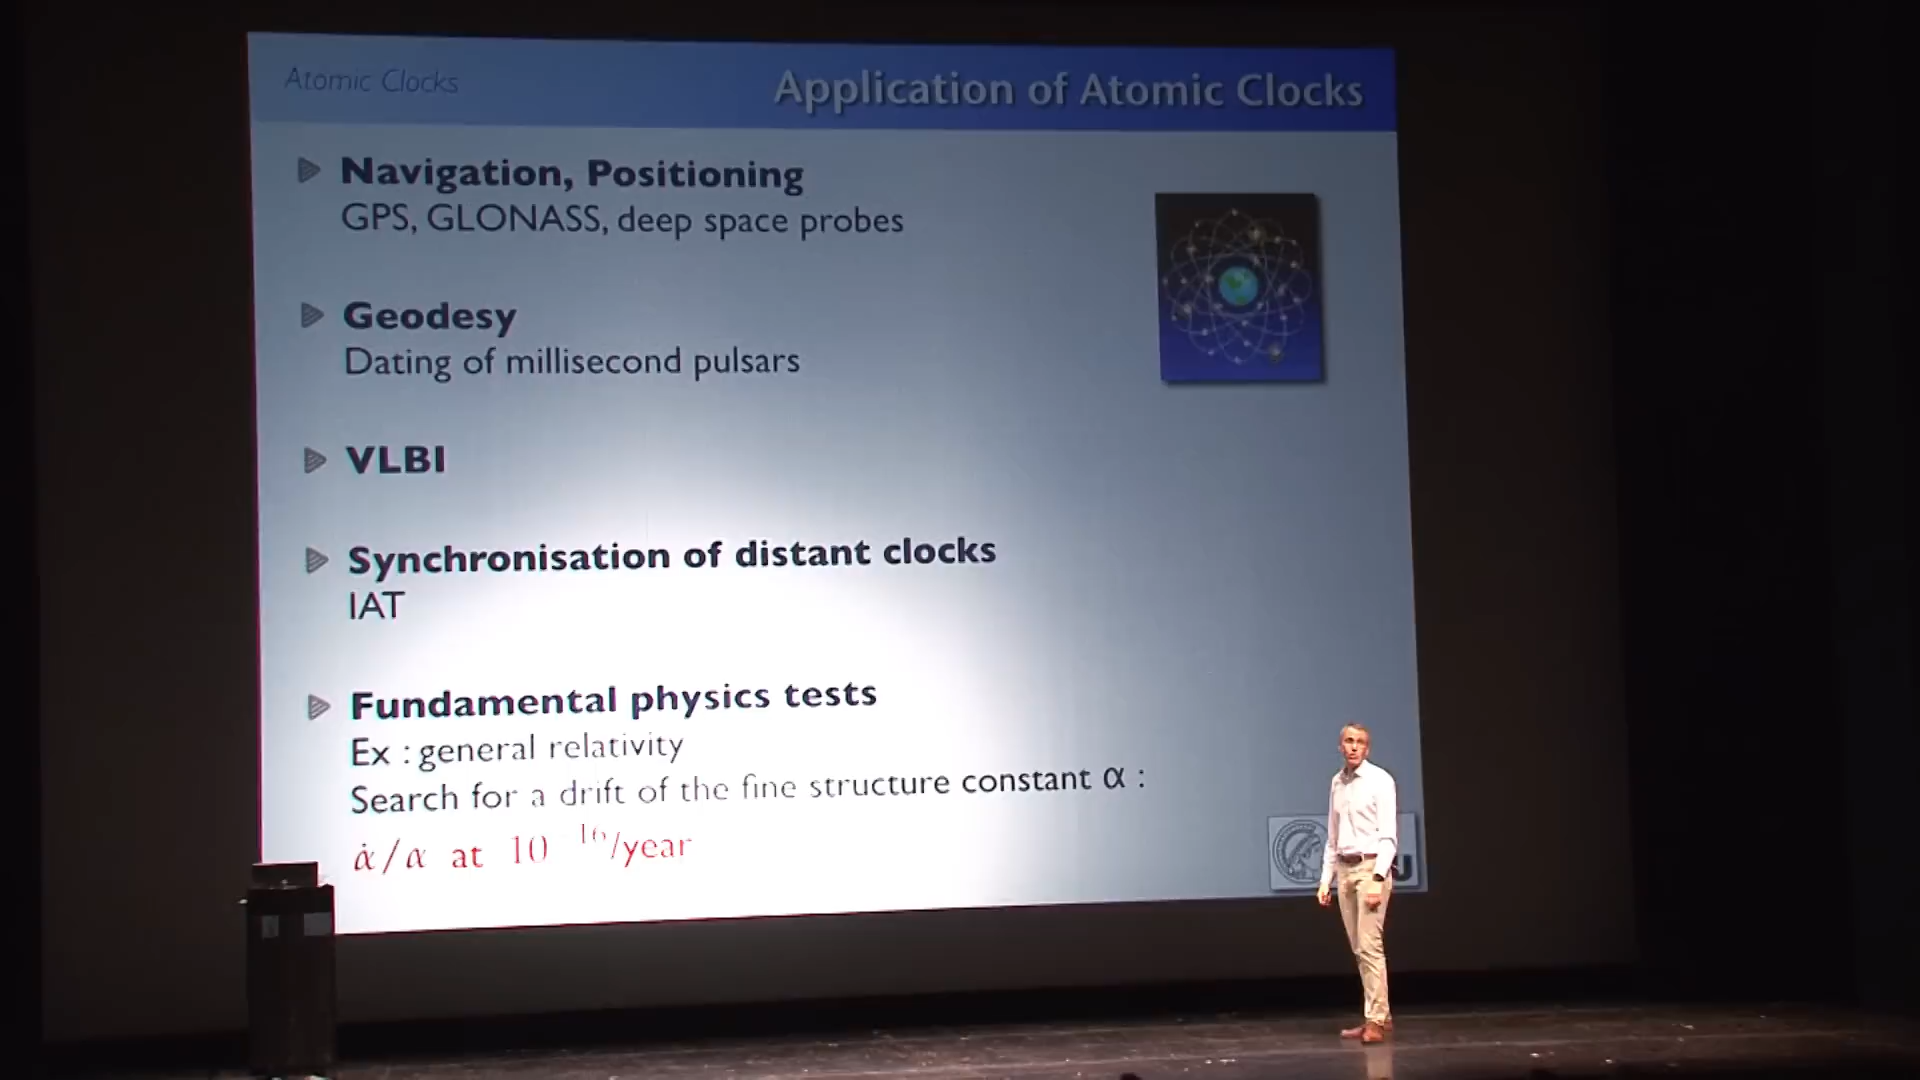 Atomic Clocks
Application of Atomic Clocks
Navigation, Positioning
GPS, GLONASS, deep space probes
Geodesy
Dating of millisecond pulsars
VLBI
Synchronisation of distant clocks
IAT
Fundamental physics tests
Ex : general relativity
Search for a drift of the fine structure constant α :
α̇/α at 10⁻¹⁶/year